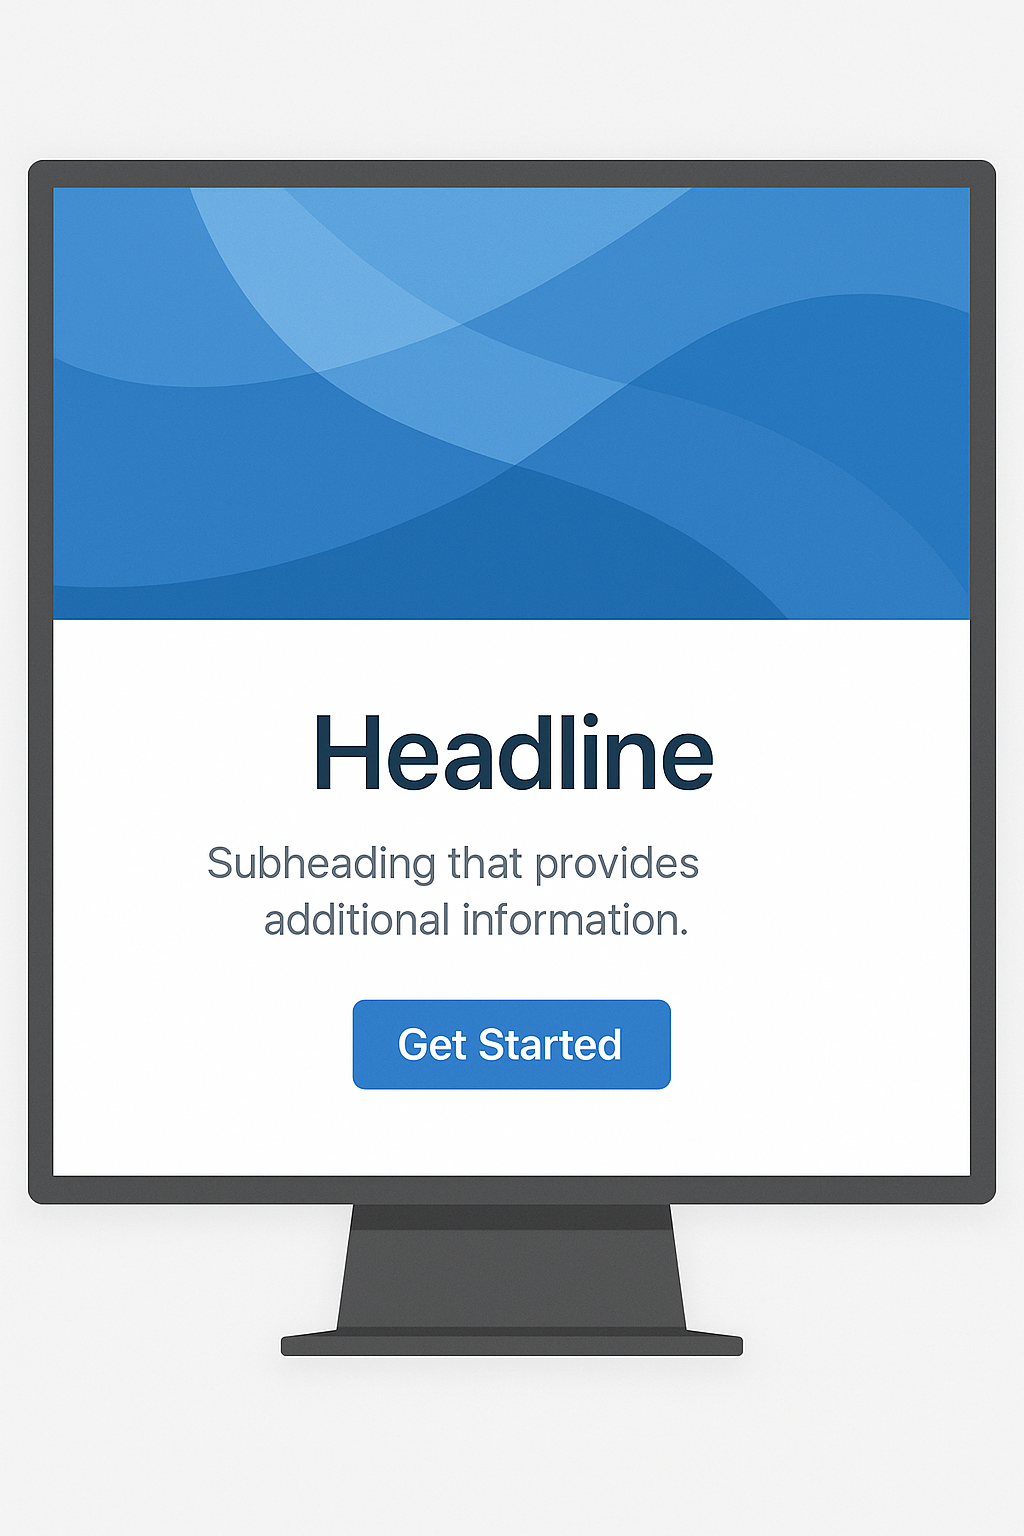 Headline
Subheading that provides
additional information.
Get Started